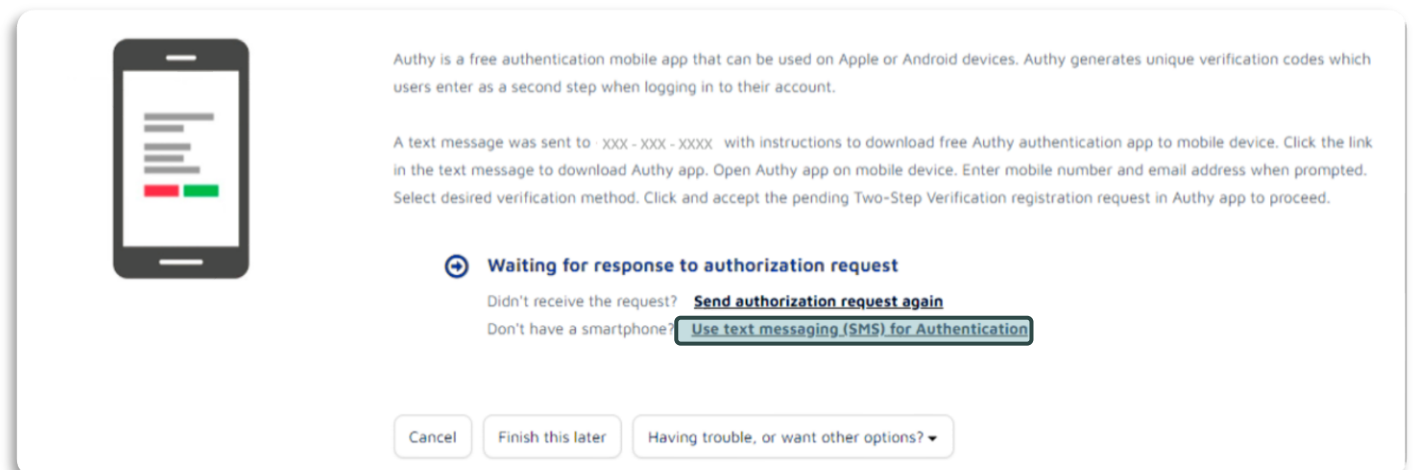 Authy is a free authentication mobile app that can be used on Apple or Android devices. Authy generates unique verification codes which
users enter as a second step when logging in to their account.
A text message was sent to XXX - XXX - XXXX with instructions to download free Authy authentication app to mobile device. Click the link
in the text message to download Authy app. Open Authy app on mobile device. Enter mobile number and email address when prompted.
Select desired verification method. Click and accept the pending Two-Step Verification registration request in Authy app to proceed.
Waiting for response to authorization request
Didn't receive the request? Send authorization request again
Don't have a smartphone? Use text messaging (SMS) for Authentication
Cancel Finish this later Having trouble, or want other options?